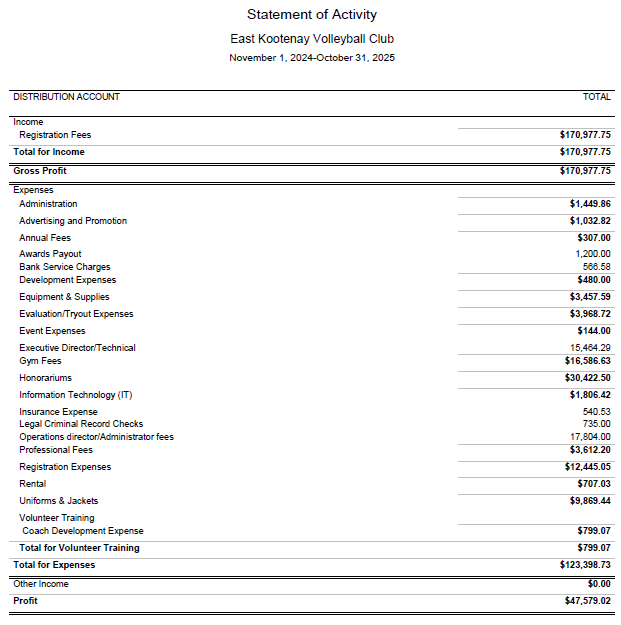 Statement of Activity
East Kootenay Volleyball Club
November 1, 2024-October 31, 2025
DISTRIBUTION ACCOUNT TOTAL
Income
Registration Fees $170,977.75
Total for Income $170,977.75
Gross Profit $170,977.75
Expenses
Administration $1,449.86
Advertising and Promotion $1,032.82
Annual Fees $307.00
Awards Payout 1,200.00
Bank Service Charges 566.58
Development Expenses $480.00
Equipment & Supplies $3,457.59
Evaluation/Tryout Expenses $3,968.72
Event Expenses $144.00
Executive Director/Technical 15,464.29
Gym Fees $16,586.63
Honorariums $30,422.50
Information Technology (IT) $1,806.42
Insurance Expense 540.53
Legal Criminal Record Checks 735.00
Operations director/Administrator fees 17,804.00
Professional Fees $3,612.20
Registration Expenses $12,445.05
Rental $707.03
Uniforms & Jackets $9,869.44
Volunteer Training
Coach Development Expense $799.07
Total for Volunteer Training $799.07
Total for Expenses $123,398.73
Other Income $0.00
Profit $47,579.02